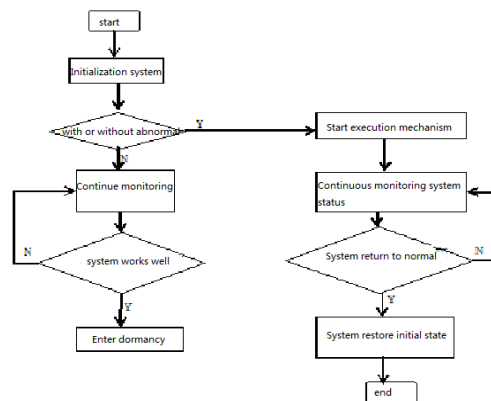 start
Initialization system
with or without abnormal
Y
N
Start execution mechanism
Continue monitoring
Continuous monitoring system
status
N
system works well
Y
Enter dormancy
System return to normal
N
Y
System restore initial state
end